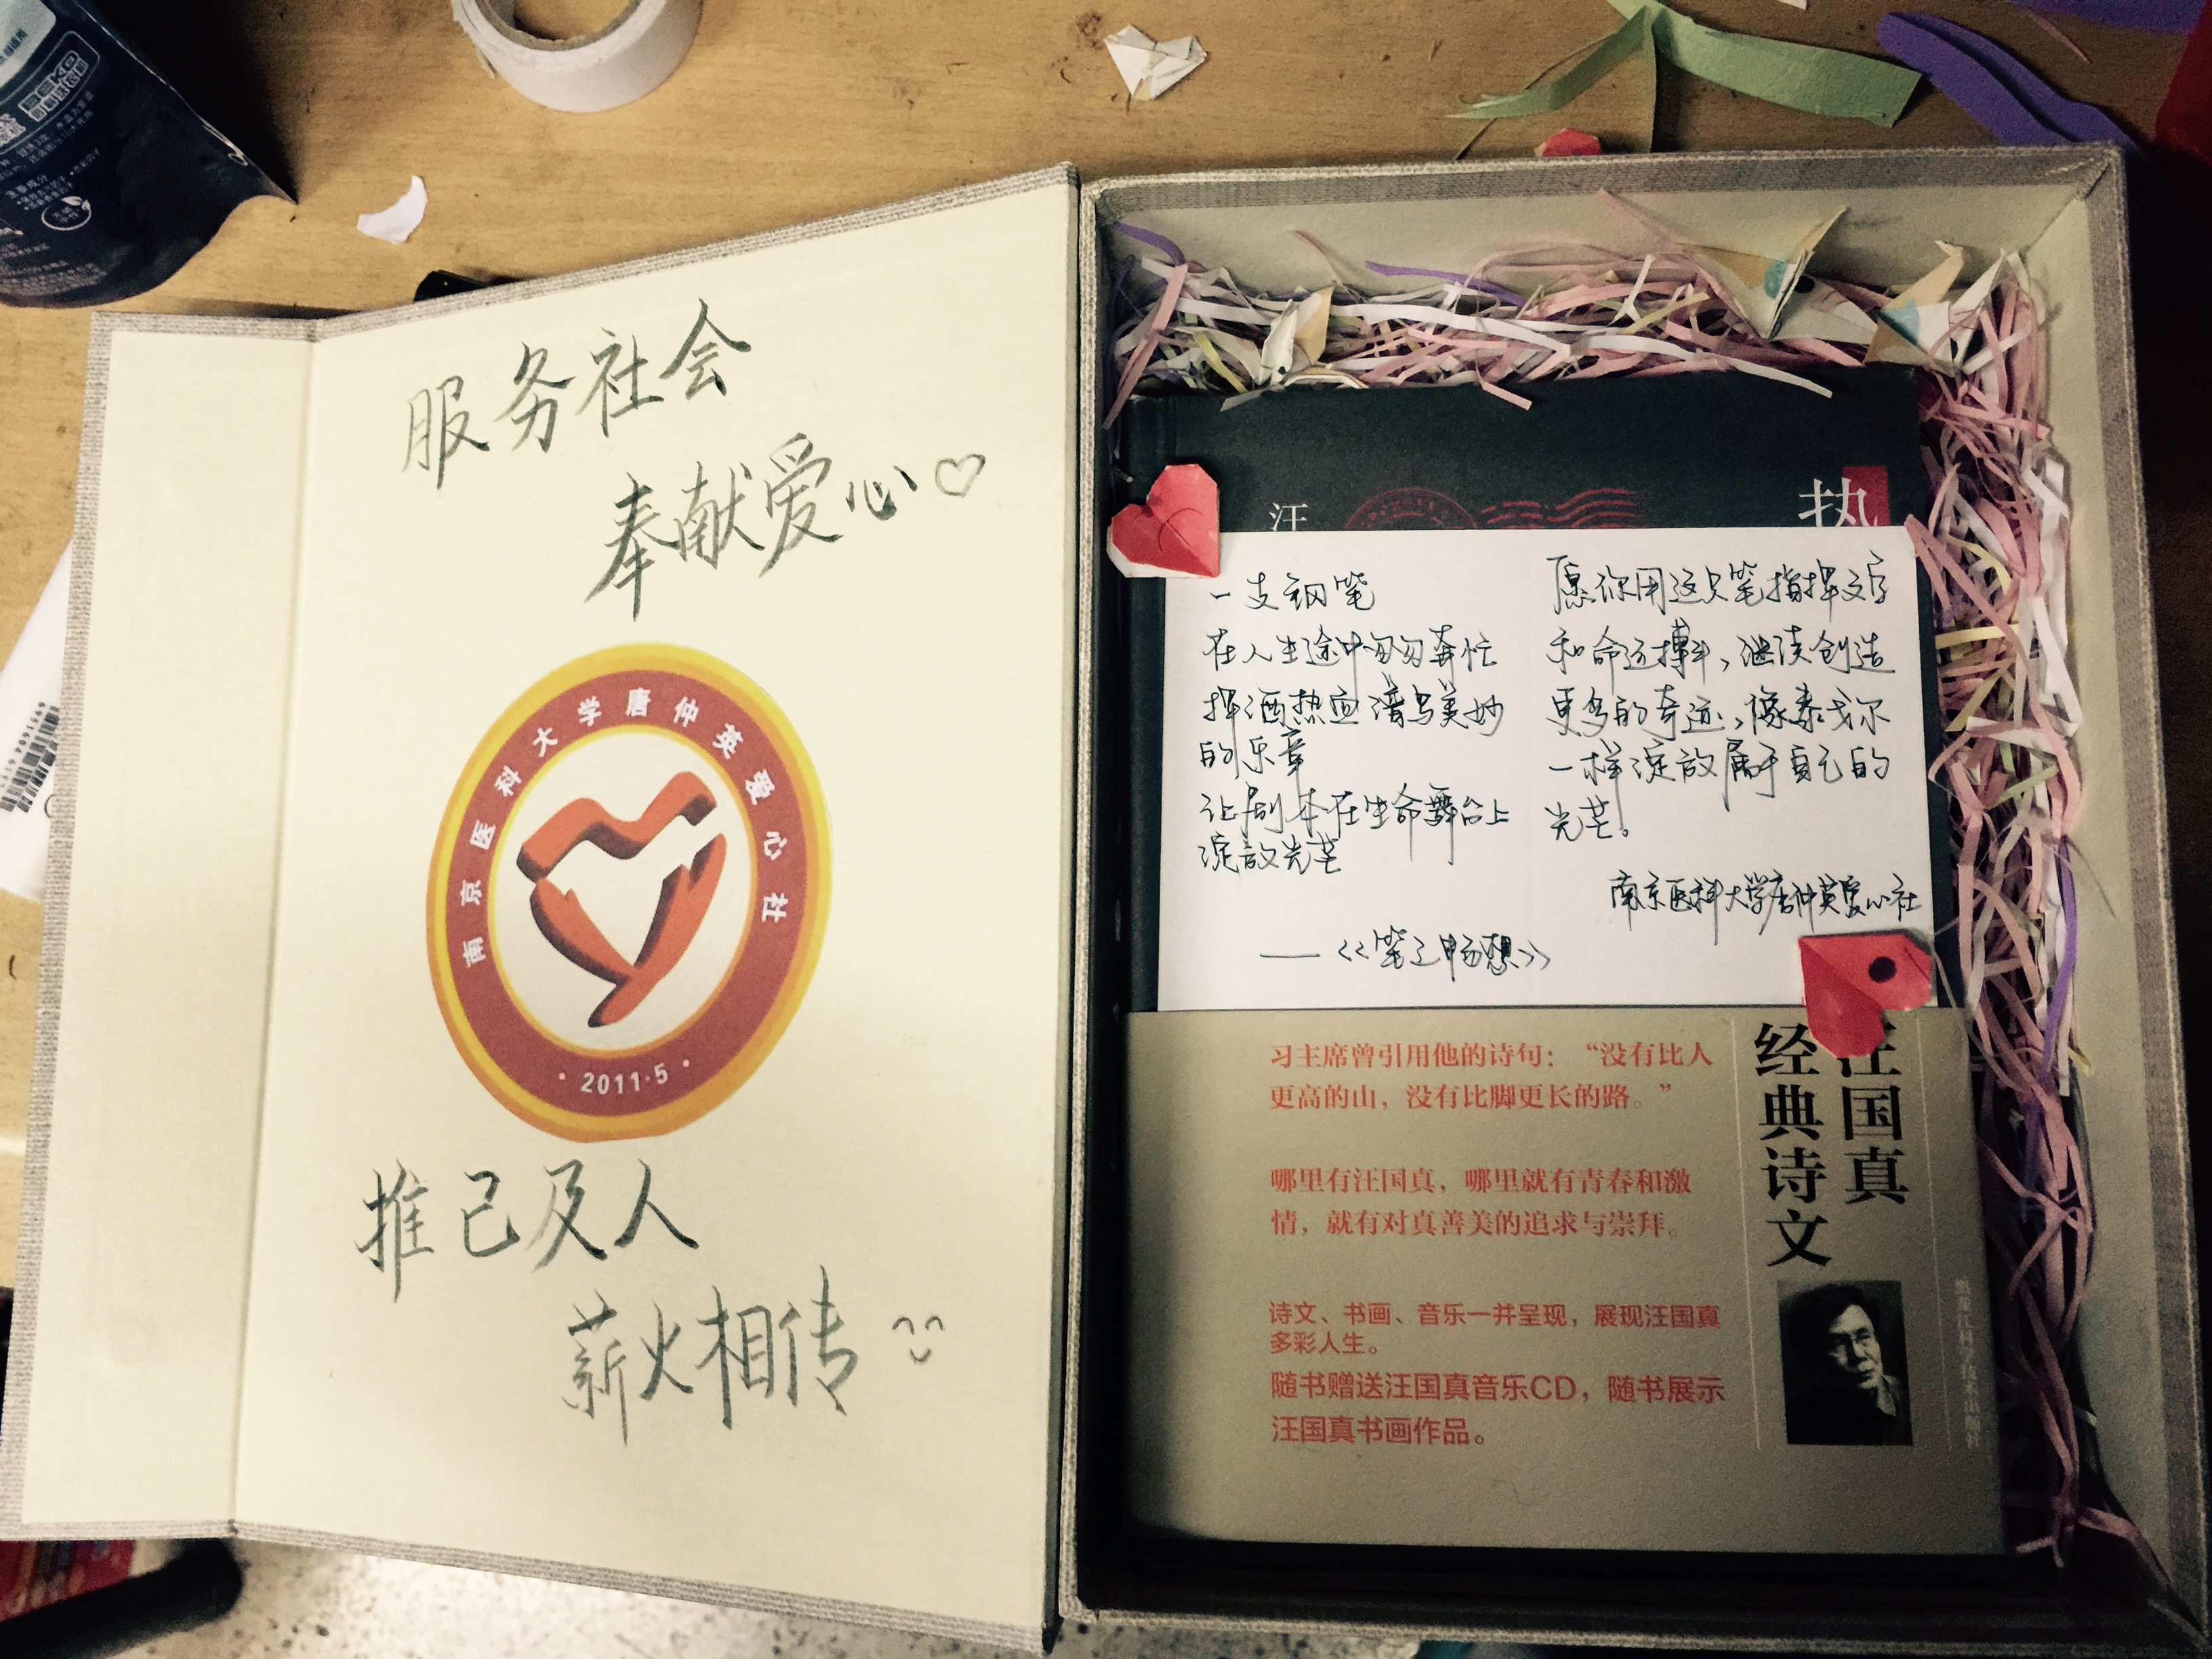 服务社会
奉献爱心
南京医科大学唐仲英爱心社
·2011·5·
推己及人
薪火相传
汪
热
一支钢笔
在人生途中匆匆奔忙
挥洒热血谱写美妙
的乐章
让剧本在生命舞台上
绽放光芒
——《笔之畅想》
愿你用这只笔指挥文字
和命运搏斗,继续创造
更多的奇迹,像泰戈尔
一样绽放属于自己的
光芒。
南京医科大学唐仲英爱心社
汪国真
经典诗文
习主席曾引用他的诗句:“没有比人
更高的山,没有比脚更长的路。”
哪里有汪国真,哪里就有青春和激
情,就有对真善美的追求与崇拜。
诗文、书画、音乐一并呈现,展现汪国真
多彩人生。
随书赠送汪国真音乐CD,随书展示
汪国真书画作品。